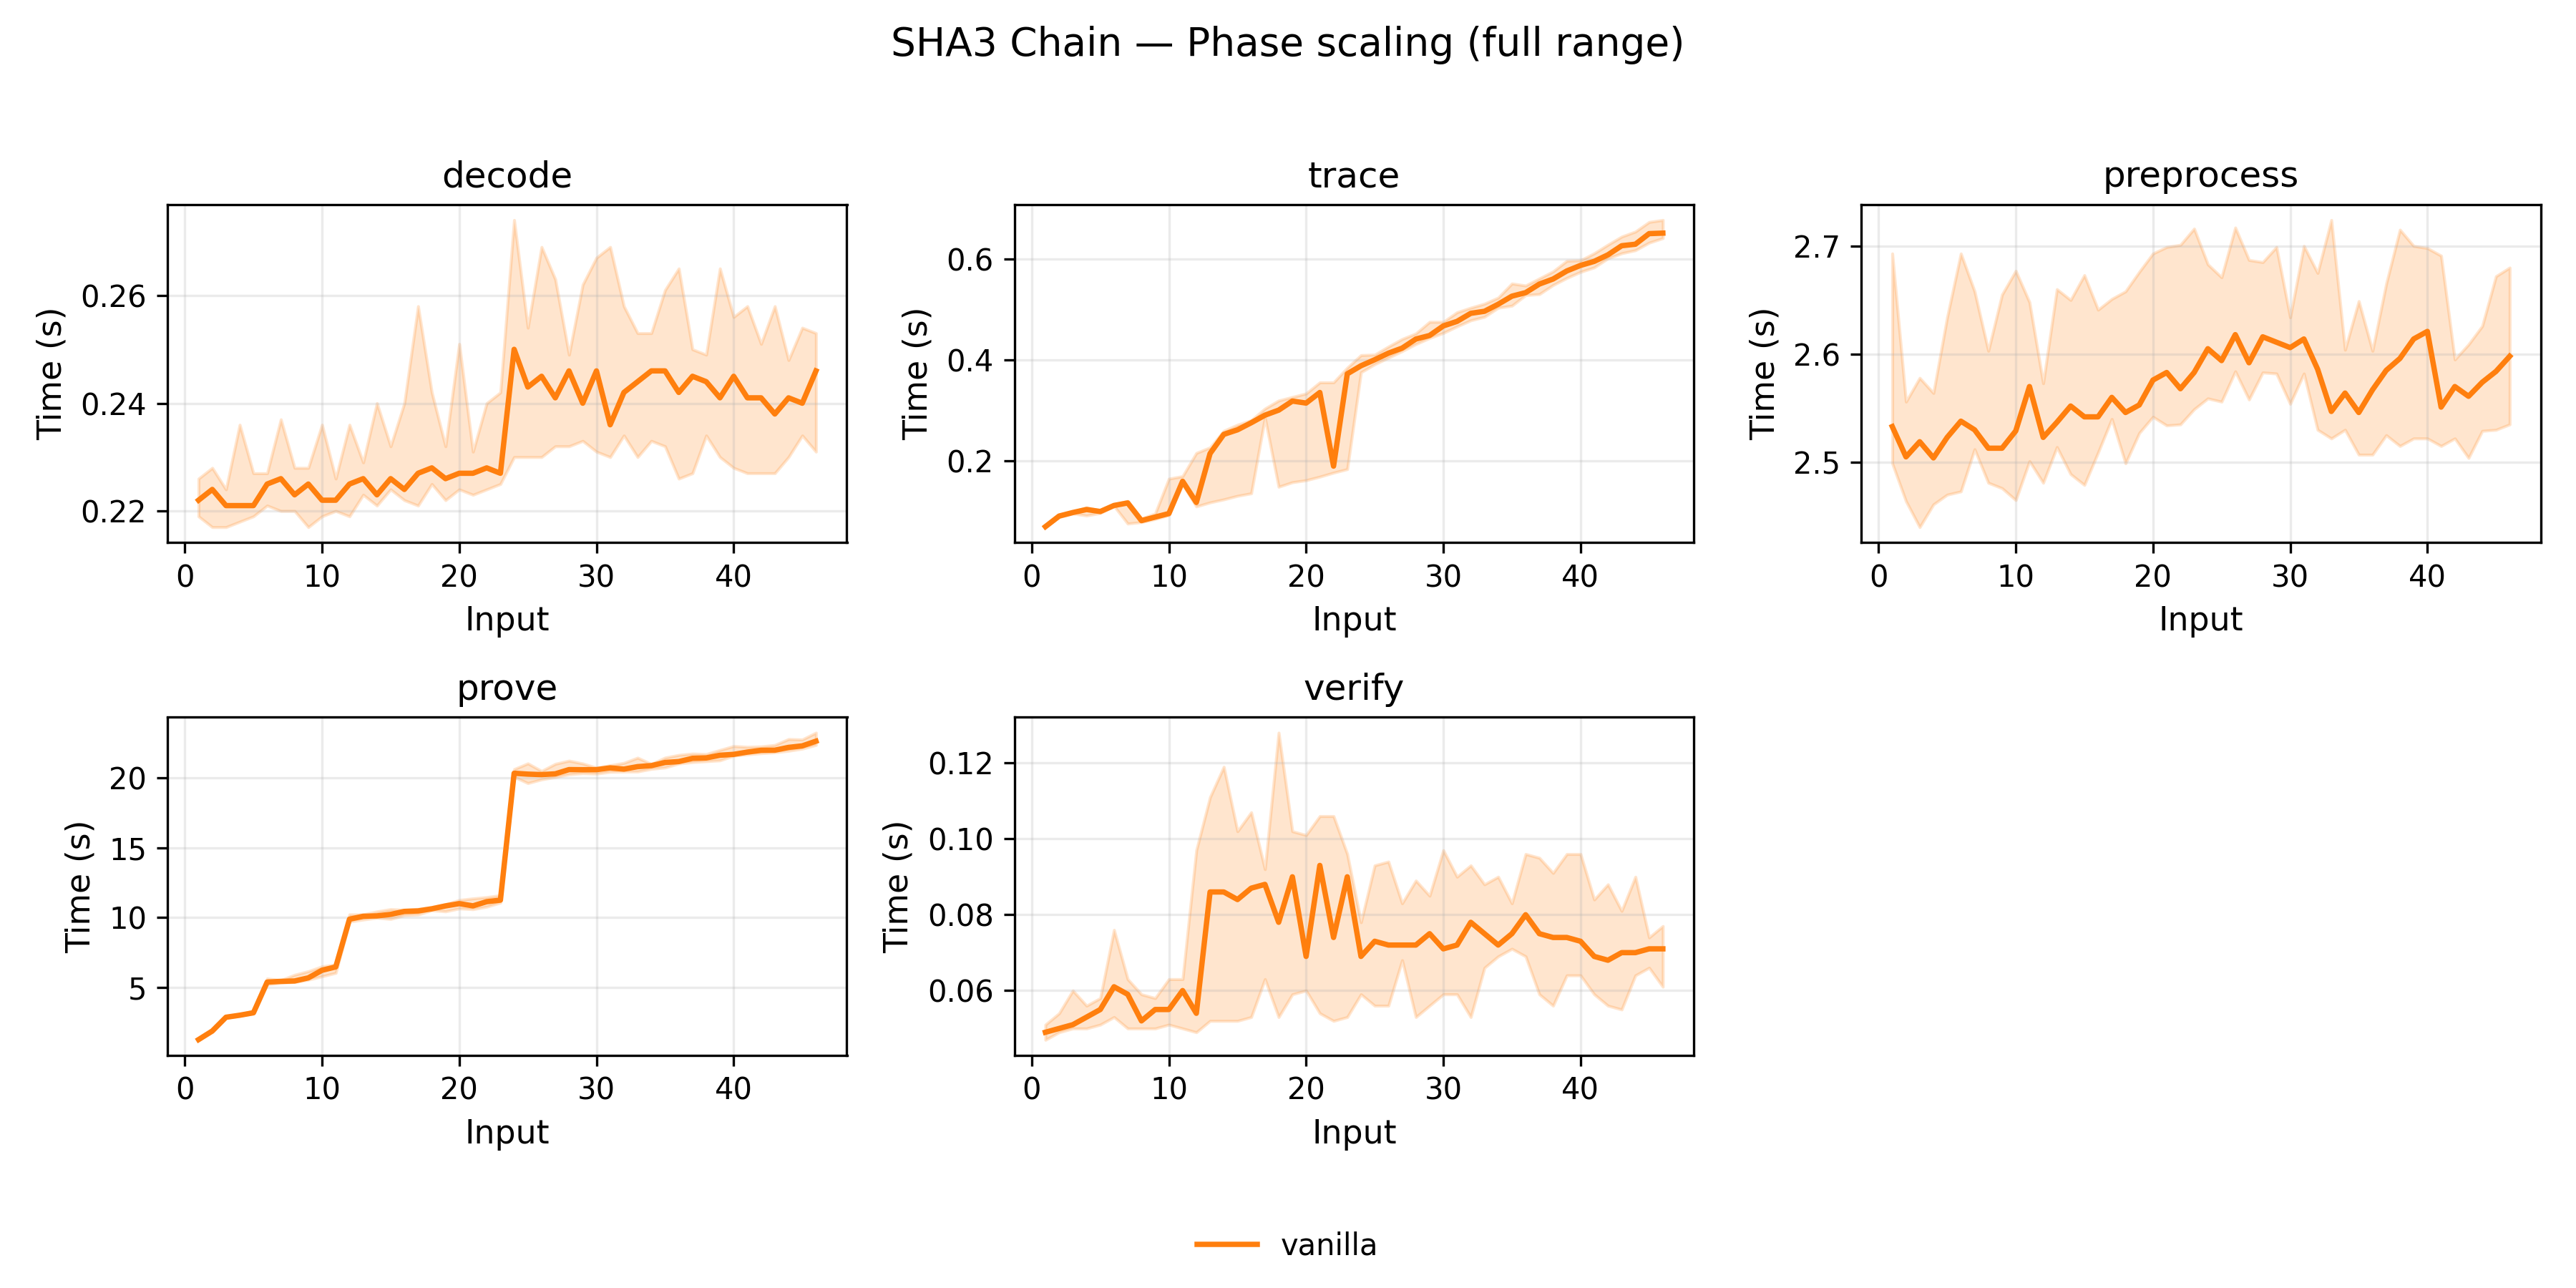 SHA3 Chain — Phase scaling (full range)
decode
Time (s)
0.26
0.24
0.22
0 10 20 30 40
Input
trace
Time (s)
0.6
0.4
0.2
0 10 20 30 40
Input
preprocess
Time (s)
2.7
2.6
2.5
0 10 20 30 40
Input
prove
Time (s)
20
15
10
5
0 10 20 30 40
Input
verify
Time (s)
0.12
0.10
0.08
0.06
0 10 20 30 40
Input
vanilla